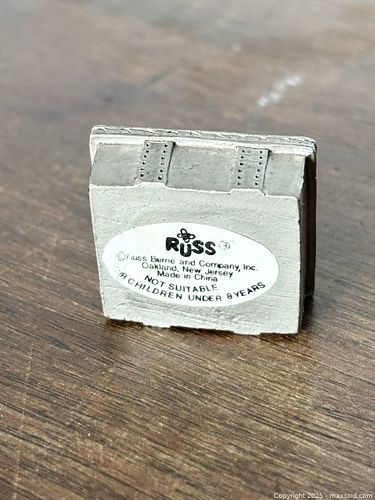 RUSS ®
© Russ Berrie and Company, Inc.
Oakland, New Jersey
Made in China
NOT SUITABLE
CHILDREN UNDER 8 YEARS
Copyright 2025 - maxsold.com